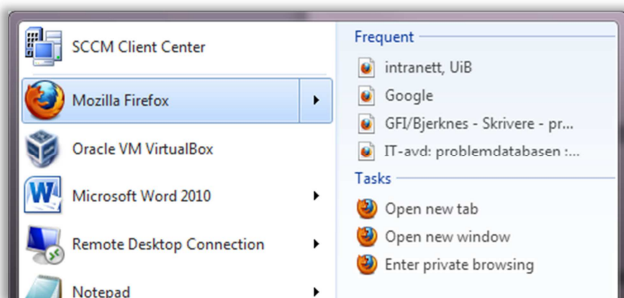 SCCM Client Center
Mozilla Firefox
Oracle VM VirtualBox
Microsoft Word 2010
Remote Desktop Connection
Notepad
Frequent
intranett, UiB
Google
GFI/Bjerknes - Skrivere - pr...
IT-avd: problemdatabasen :...
Tasks
Open new tab
Open new window
Enter private browsing